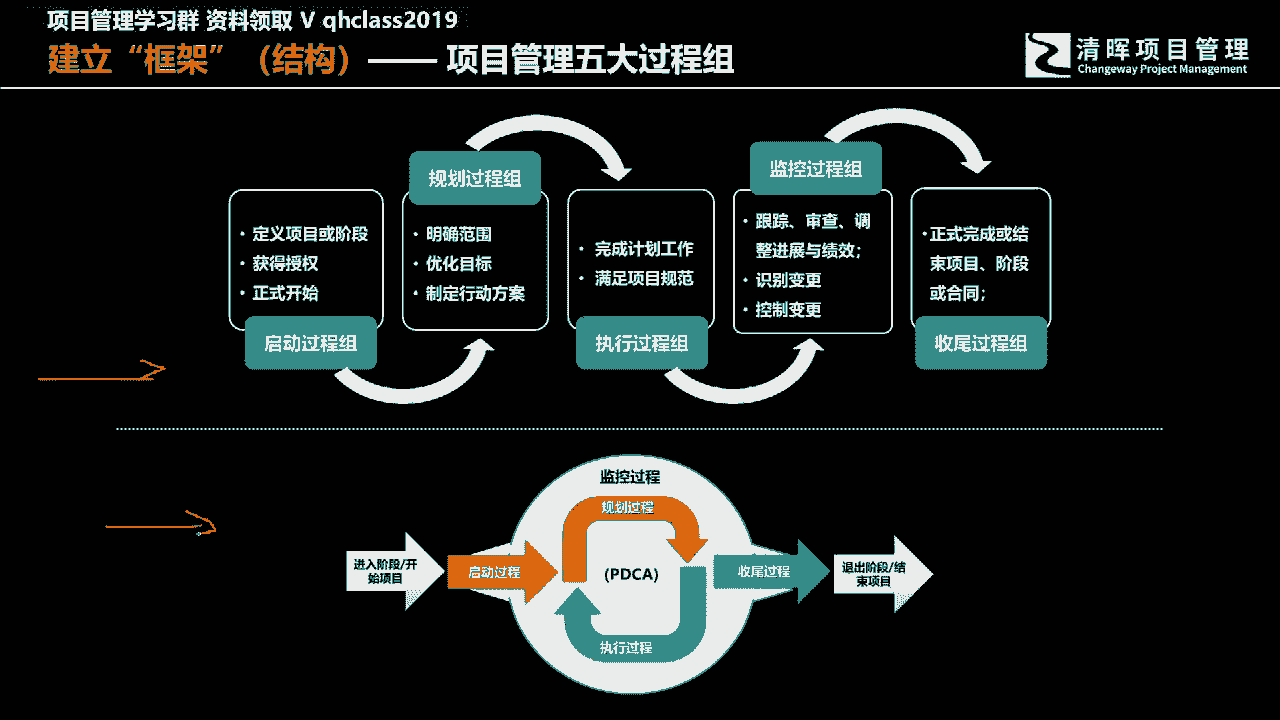 项目管理学习群 资料领取 V qhclass2019
建立“框架”（结构）—— 项目管理五大过程组
清晖项目管理
Changeway Project Management
启动过程组
• 定义项目或阶段
• 获得授权
• 正式开始
规划过程组
• 明确范围
• 优化目标
• 制定行动方案
执行过程组
• 完成计划工作
• 满足项目规范
监控过程组
• 跟踪、审查、调
整进展与绩效；
• 识别变更
• 控制变更
收尾过程组
•正式完成或结
束项目、阶段
或合同；
监控过程
规划过程
进入阶段/开
始项目
启动过程
（PDCA）
收尾过程
退出阶段/结
束项目
执行过程